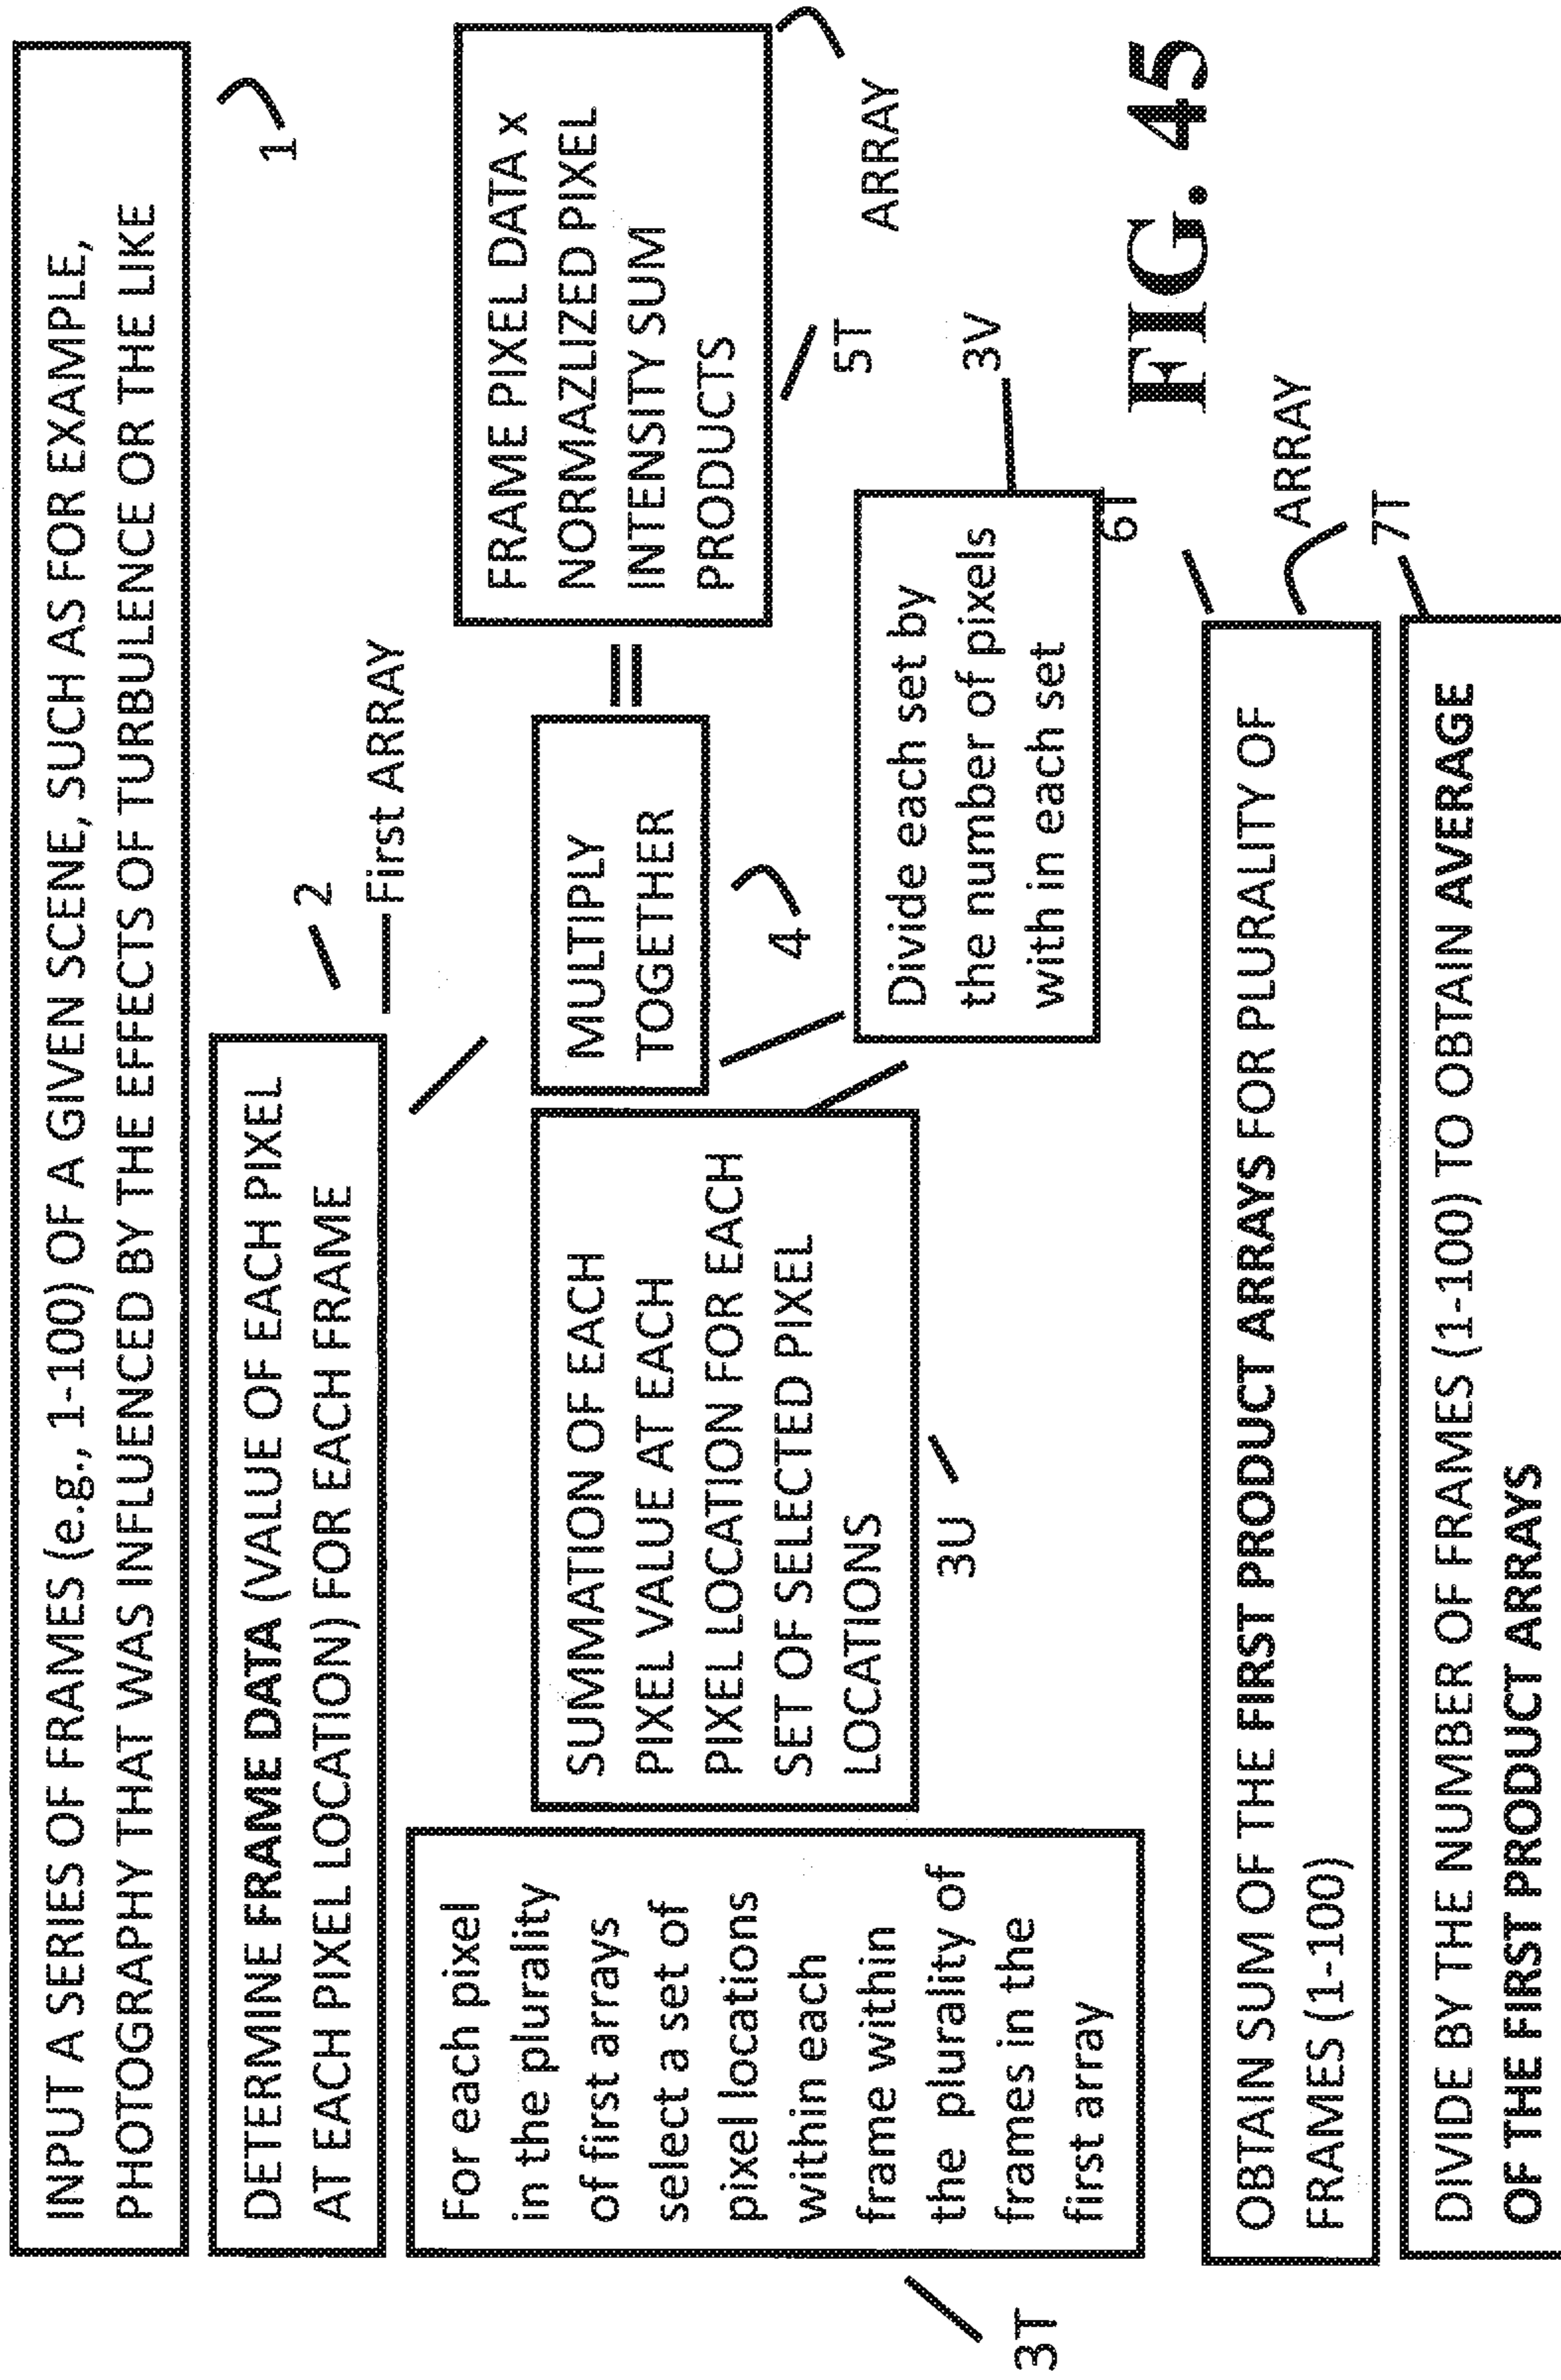 INPUT A SERIES OF FRAMES (e.g., 1-100) OF A GIVEN SCENE, SUCH AS FOR EXAMPLE,
PHOTOGRAPHY THAT WAS INFLUENCED BY THE EFFECTS OF TURBULENCE OR THE LIKE
1
DETERMINE FRAME DATA (VALUE OF EACH PIXEL
AT EACH PIXEL LOCATION) FOR EACH FRAME
2
First ARRAY
3T
For each pixel
in the plurality
of first arrays
select a set of
pixel locations
within each
frame within
the plurality of
frames in the
first array
SUMMATION OF EACH
PIXEL VALUE AT EACH
PIXEL LOCATION FOR EACH
SET OF SELECTED PIXEL
LOCATIONS
3U
MULTIPLY
TOGETHER
4
=
FRAME PIXEL DATA x
NORMAZLIZED PIXEL
INTENSITY SUM
PRODUCTS
5T
ARRAY
Divide each set by
the number of pixels
with in each set
3V
OBTAIN SUM OF THE FIRST PRODUCT ARRAYS FOR PLURALITY OF
FRAMES (1-100)
6T
ARRAY
DIVIDE BY THE NUMBER OF FRAMES (1-100) TO OBTAIN AVERAGE
OF THE FIRST PRODUCT ARRAYS
7T
FIG. 45